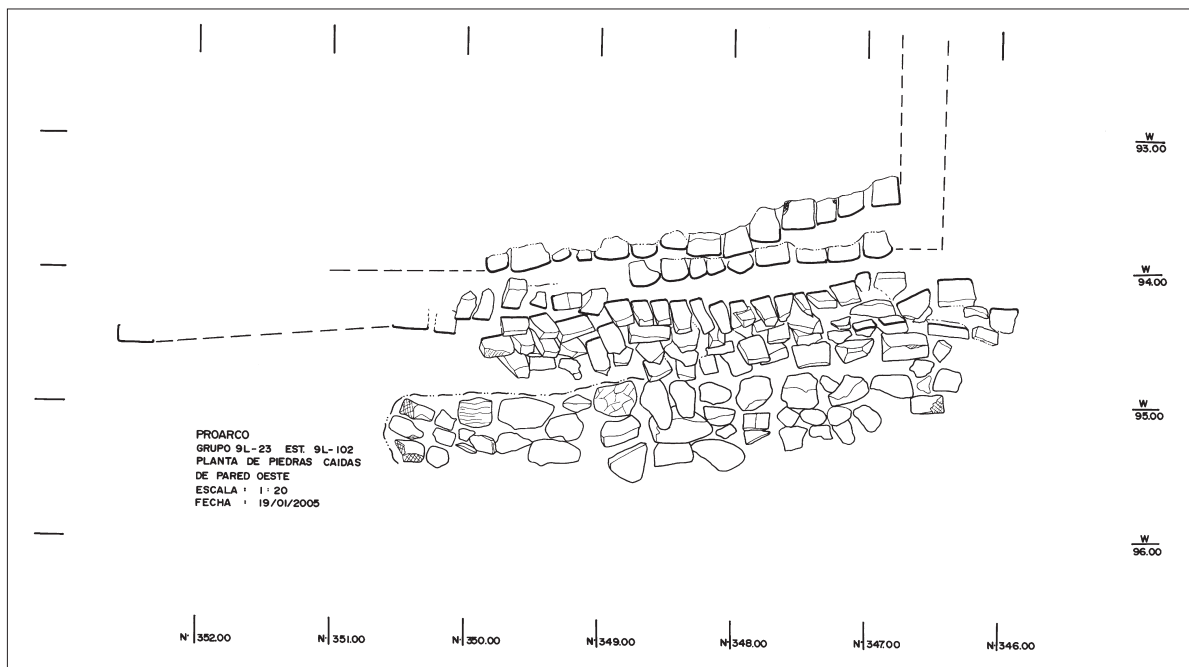 W
93.00
W
94.00
W
95.00
W
96.00
PROARCO
GRUPO 9L-23 EST. 9L-102
PLANTA DE PIEDRAS CAIDAS
DE PARED OESTE
ESCALA : 1:20
FECHA : 19/01/2005
N 352.00 N 351.00 N 350.00 N 349.00 N 348.00 N 347.00 N 346.00